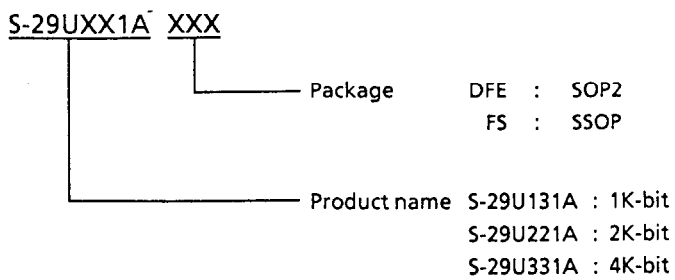 S-29UXX1A XXX
Package DFE : SOP2
FS : SSOP
Product name S-29U131A : 1K-bit
S-29U221A : 2K-bit
S-29U331A : 4K-bit